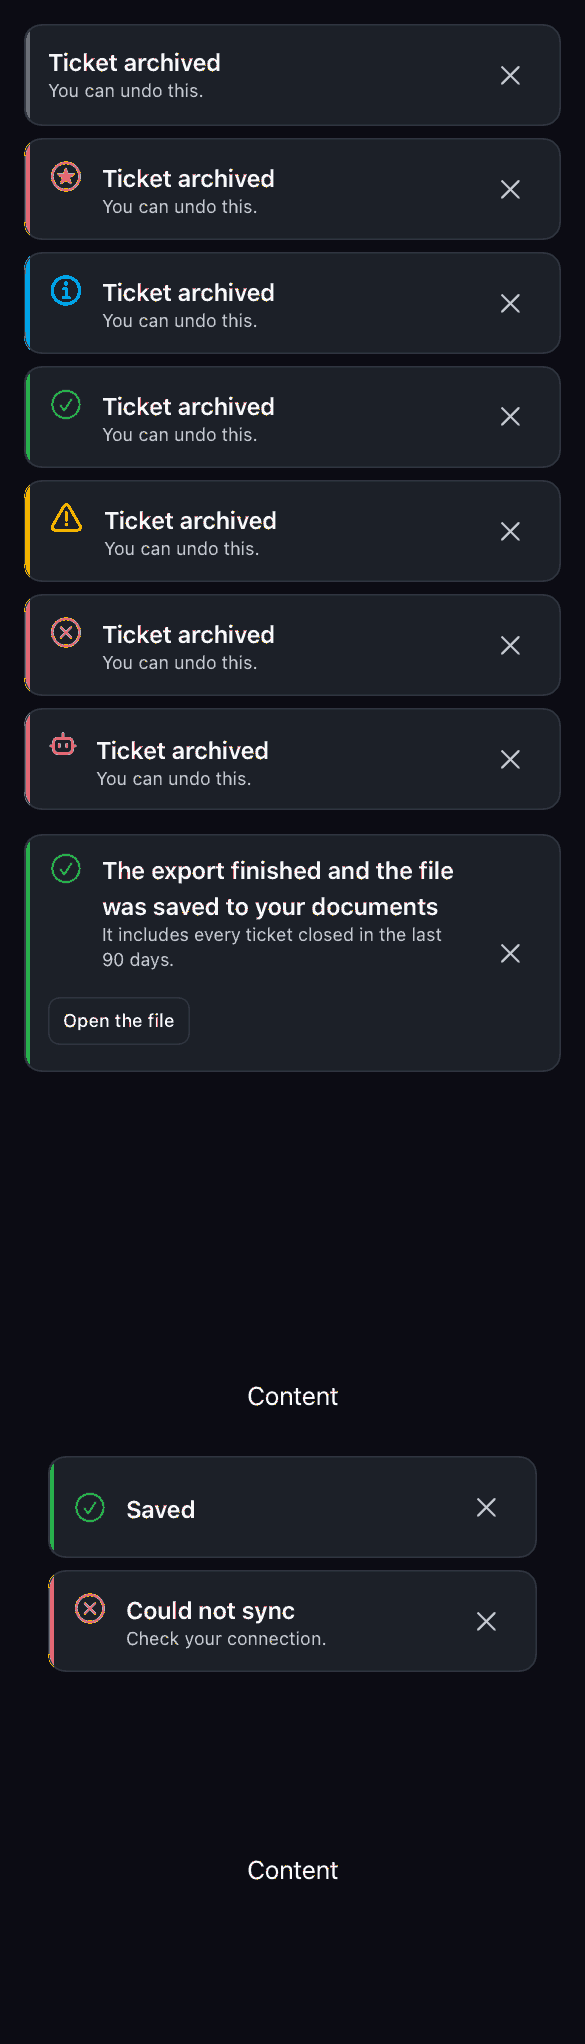 Ticket archived
You can undo this.
Ticket archived
You can undo this.
Ticket archived
You can undo this.
Ticket archived
You can undo this.
Ticket archived
You can undo this.
Ticket archived
You can undo this.
Ticket archived
You can undo this.
The export finished and the file
was saved to your documents
It includes every ticket closed in the last
90 days.
Open the file
Content
Saved
Could not sync
Check your connection.
Content